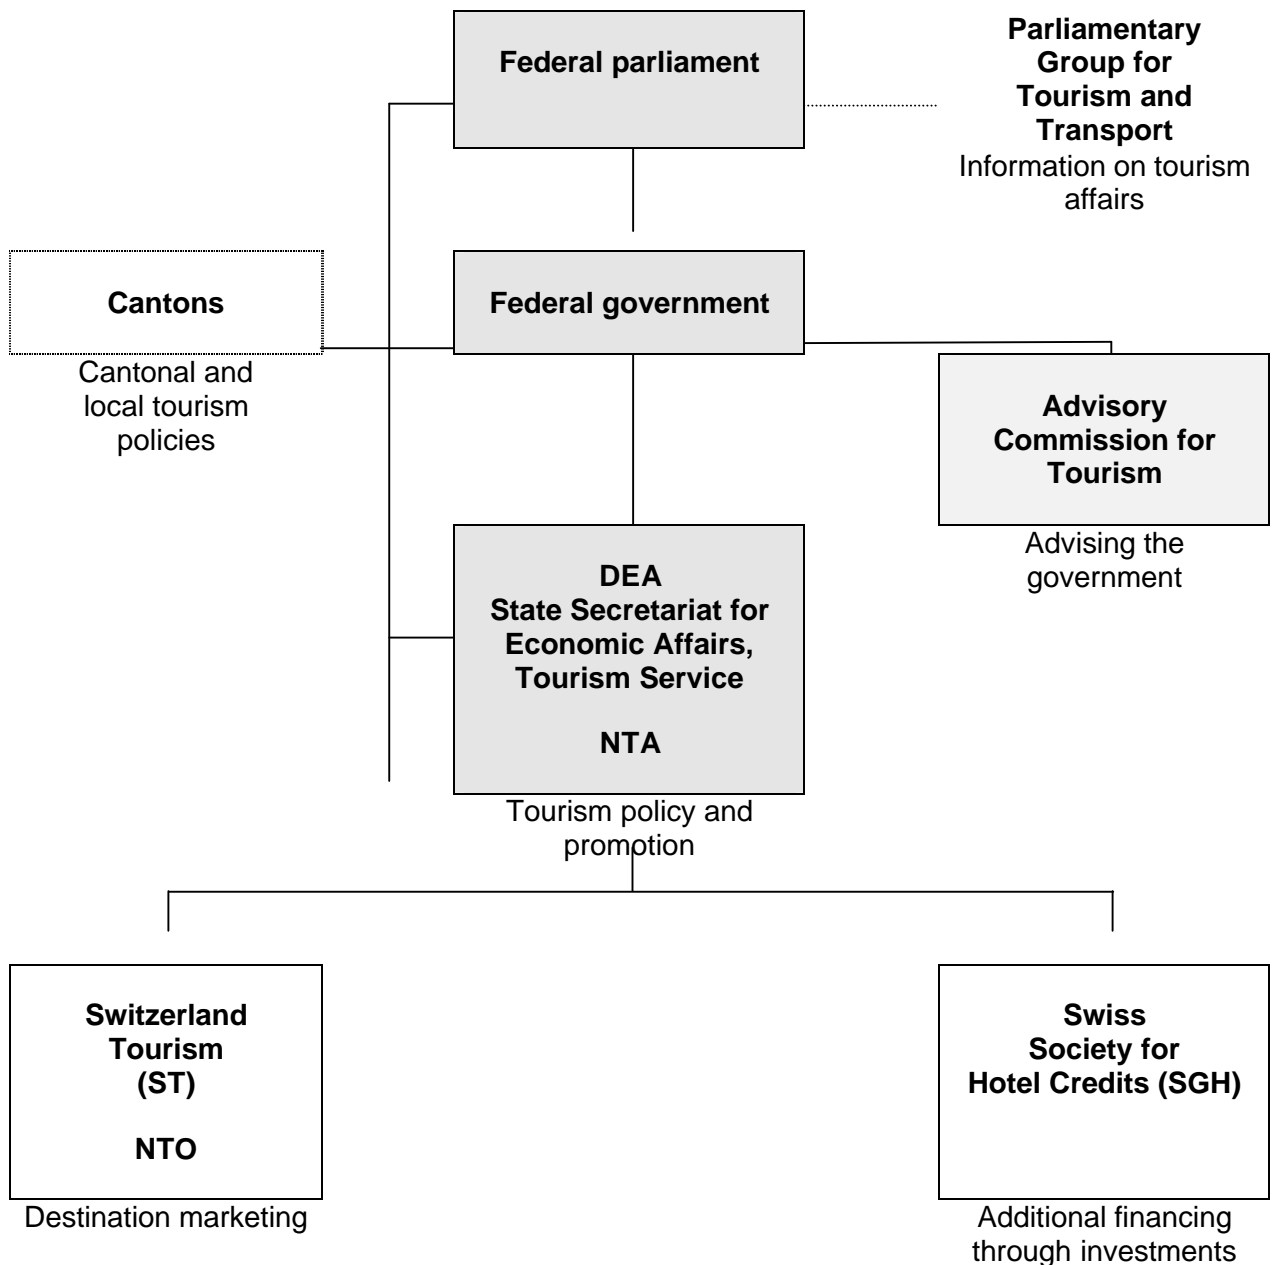 Federal parliament
Parliamentary
Group for
Tourism and
Transport
Information on tourism
affairs
Cantons
Cantonal and
local tourism
policies
Federal government
Advisory
Commission for
Tourism
Advising the
government
DEA
State Secretariat for
Economic Affairs,
Tourism Service
NTA
Tourism policy and
promotion
Switzerland
Tourism
(ST)
NTO
Destination marketing
Swiss
Society for
Hotel Credits (SGH)
Additional financing
through investments